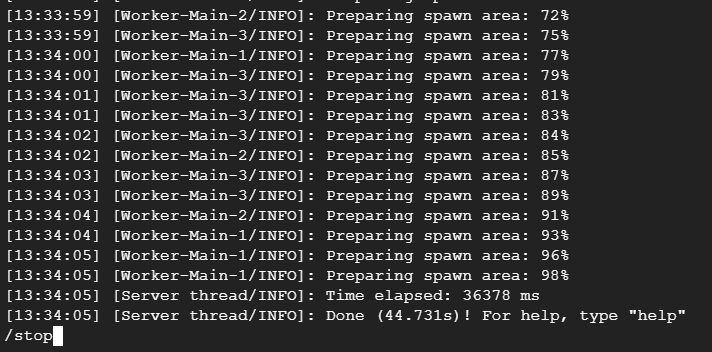 [13:33:59] [Worker-Main-2/INFO]: Preparing spawn area: 72%
[13:33:59] [Worker-Main-3/INFO]: Preparing spawn area: 75%
[13:34:00] [Worker-Main-1/INFO]: Preparing spawn area: 77%
[13:34:00] [Worker-Main-3/INFO]: Preparing spawn area: 79%
[13:34:01] [Worker-Main-3/INFO]: Preparing spawn area: 81%
[13:34:01] [Worker-Main-3/INFO]: Preparing spawn area: 83%
[13:34:02] [Worker-Main-3/INFO]: Preparing spawn area: 84%
[13:34:02] [Worker-Main-2/INFO]: Preparing spawn area: 85%
[13:34:03] [Worker-Main-3/INFO]: Preparing spawn area: 87%
[13:34:03] [Worker-Main-3/INFO]: Preparing spawn area: 89%
[13:34:04] [Worker-Main-2/INFO]: Preparing spawn area: 91%
[13:34:04] [Worker-Main-1/INFO]: Preparing spawn area: 93%
[13:34:05] [Worker-Main-1/INFO]: Preparing spawn area: 96%
[13:34:05] [Worker-Main-1/INFO]: Preparing spawn area: 98%
[13:34:05] [Server thread/INFO]: Time elapsed: 36378 ms
[13:34:05] [Server thread/INFO]: Done (44.731s)! For help, type "help"
/stop